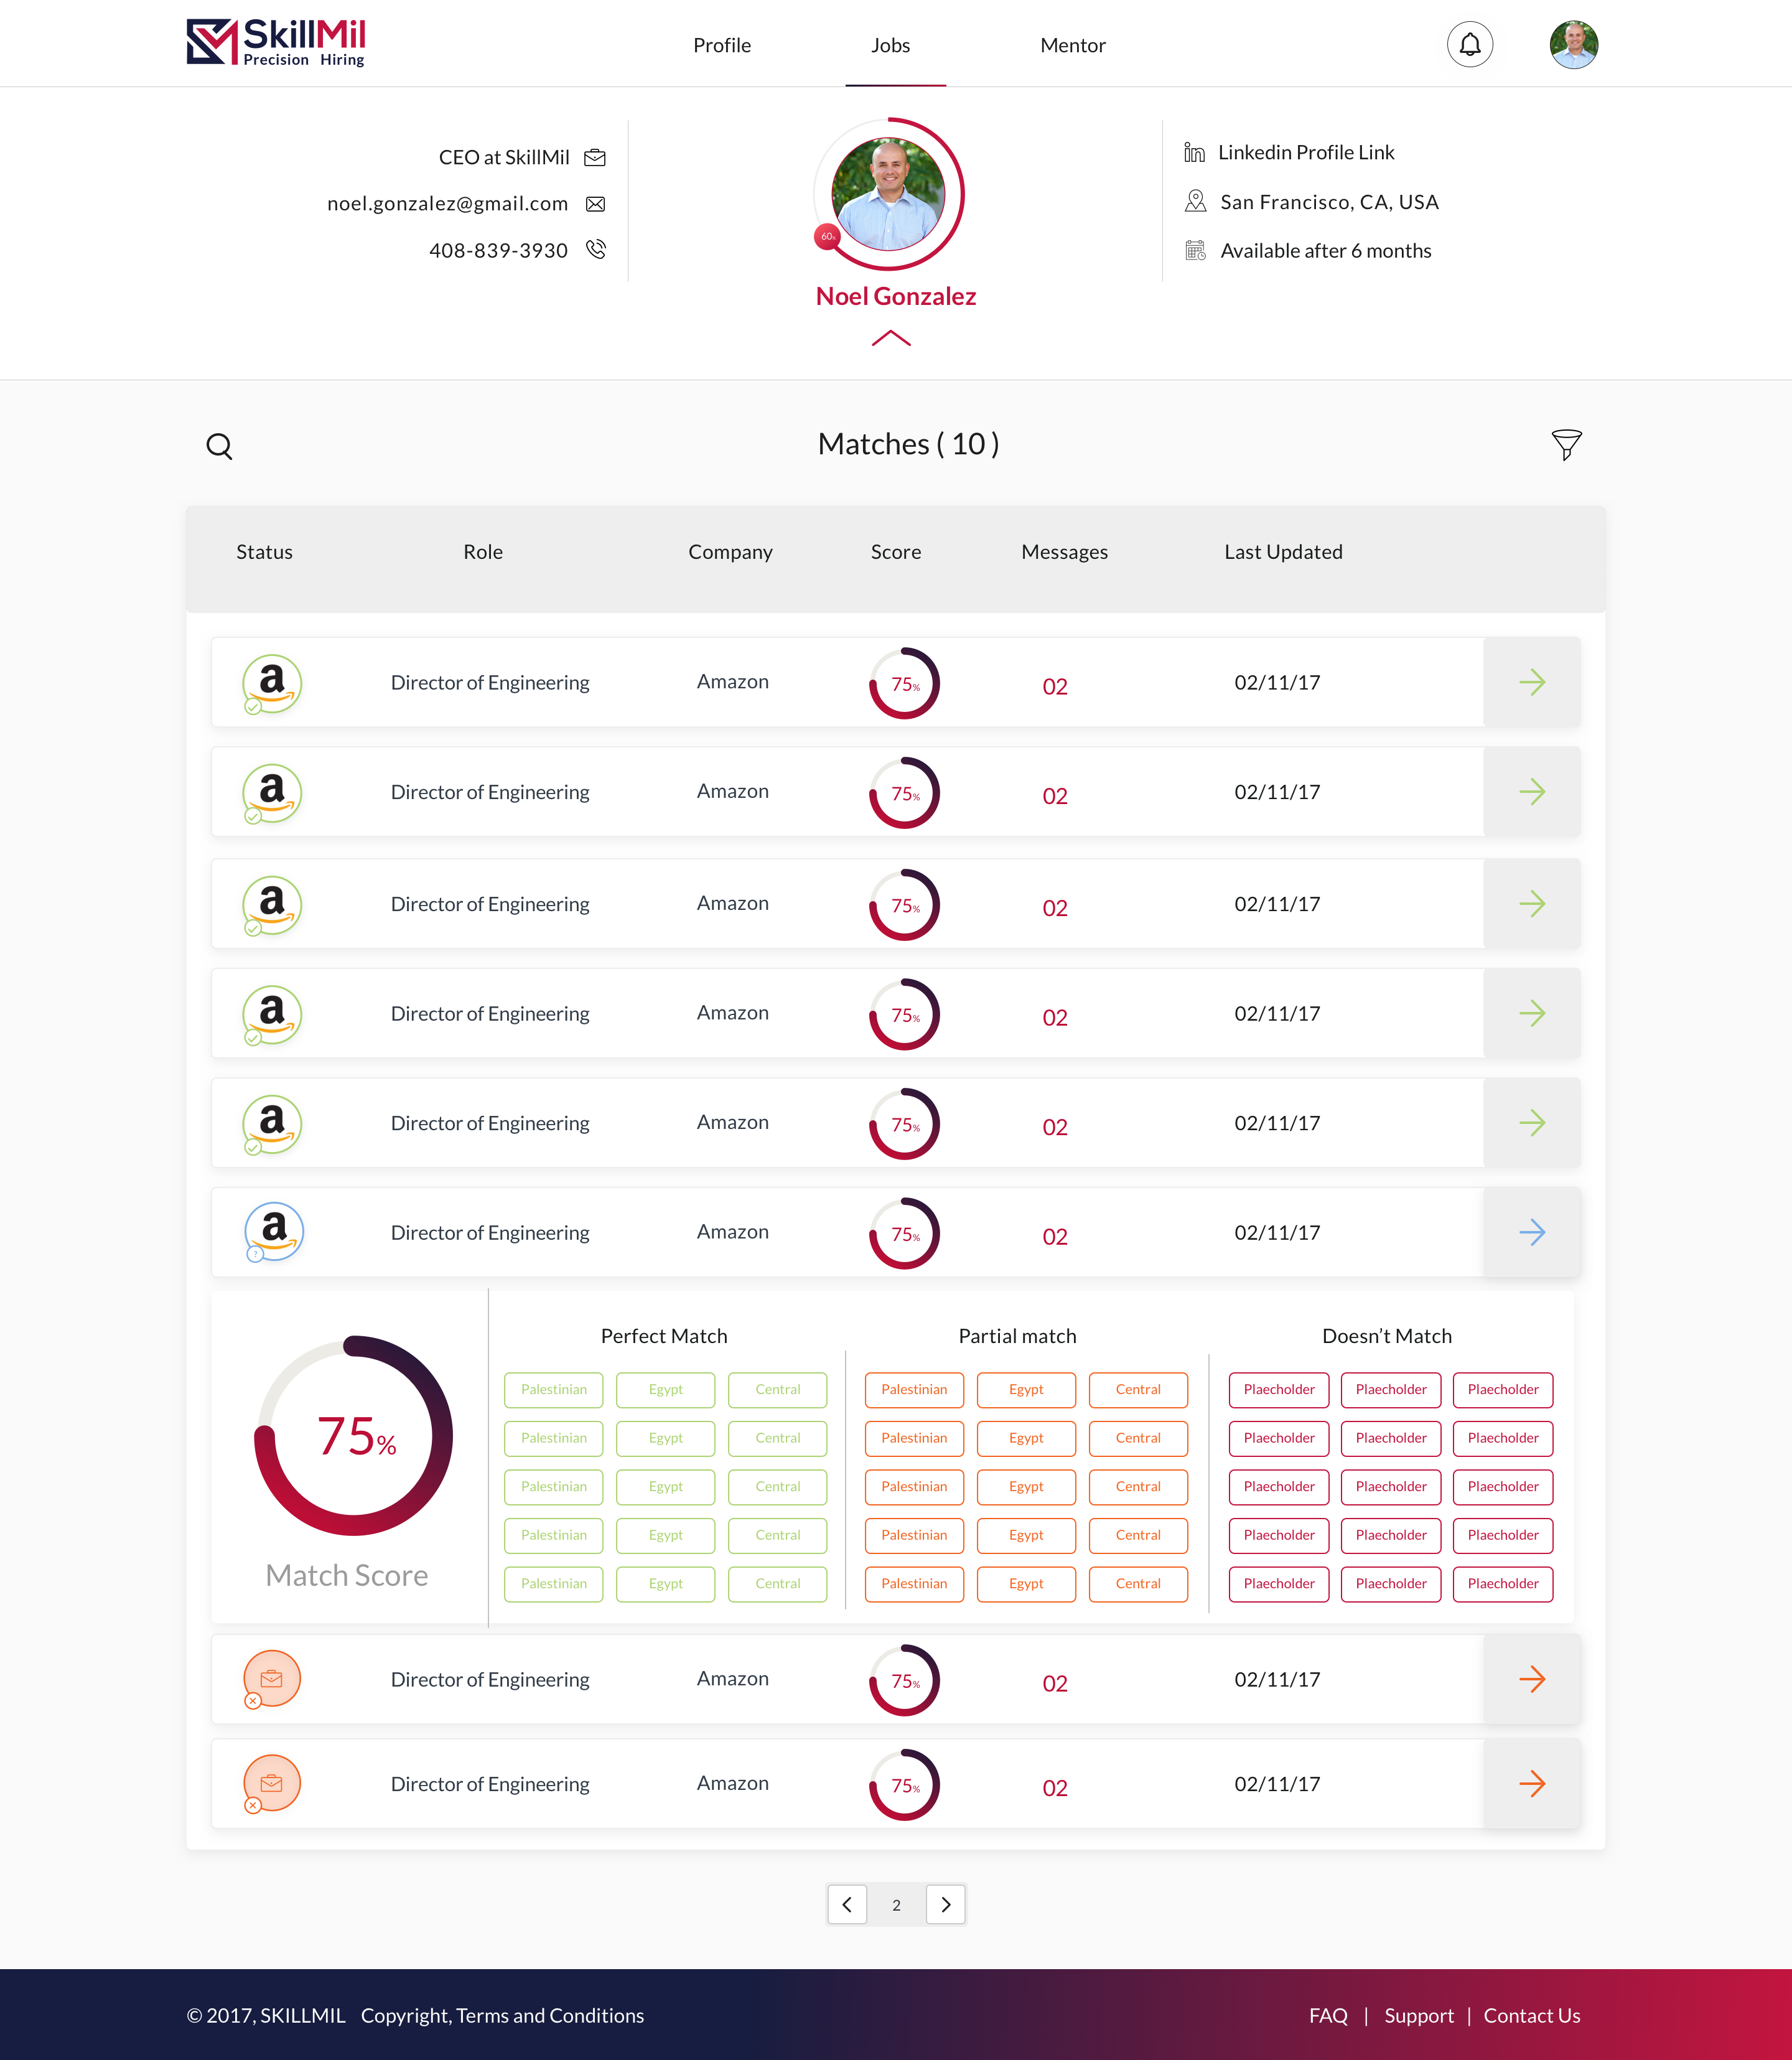 SkillMil
Precision Hiring
Profile
Jobs
Mentor
CEO at SkillMil
noel.gonzalez@gmail.com
408-839-3930
60%
Noel Gonzalez
Linkedin Profile Link
San Francisco, CA, USA
Available after 6 months
Matches ( 10 )
Status Role Company Score Messages Last Updated
a Director of Engineering Amazon 75% 02 02/11/17
a Director of Engineering Amazon 75% 02 02/11/17
a Director of Engineering Amazon 75% 02 02/11/17
a Director of Engineering Amazon 75% 02 02/11/17
a Director of Engineering Amazon 75% 02 02/11/17
a ? Director of Engineering Amazon 75% 02 02/11/17
75%
Match Score
Perfect Match
Palestinian Egypt Central
Palestinian Egypt Central
Palestinian Egypt Central
Palestinian Egypt Central
Palestinian Egypt Central
Partial match
Palestinian Egypt Central
Palestinian Egypt Central
Palestinian Egypt Central
Palestinian Egypt Central
Palestinian Egypt Central
Doesn’t Match
Plaecholder Plaecholder Plaecholder
Plaecholder Plaecholder Plaecholder
Plaecholder Plaecholder Plaecholder
Plaecholder Plaecholder Plaecholder
Plaecholder Plaecholder Plaecholder
Director of Engineering Amazon 75% 02 02/11/17
Director of Engineering Amazon 75% 02 02/11/17
2
© 2017, SKILLMIL Copyright, Terms and Conditions
FAQ | Support | Contact Us